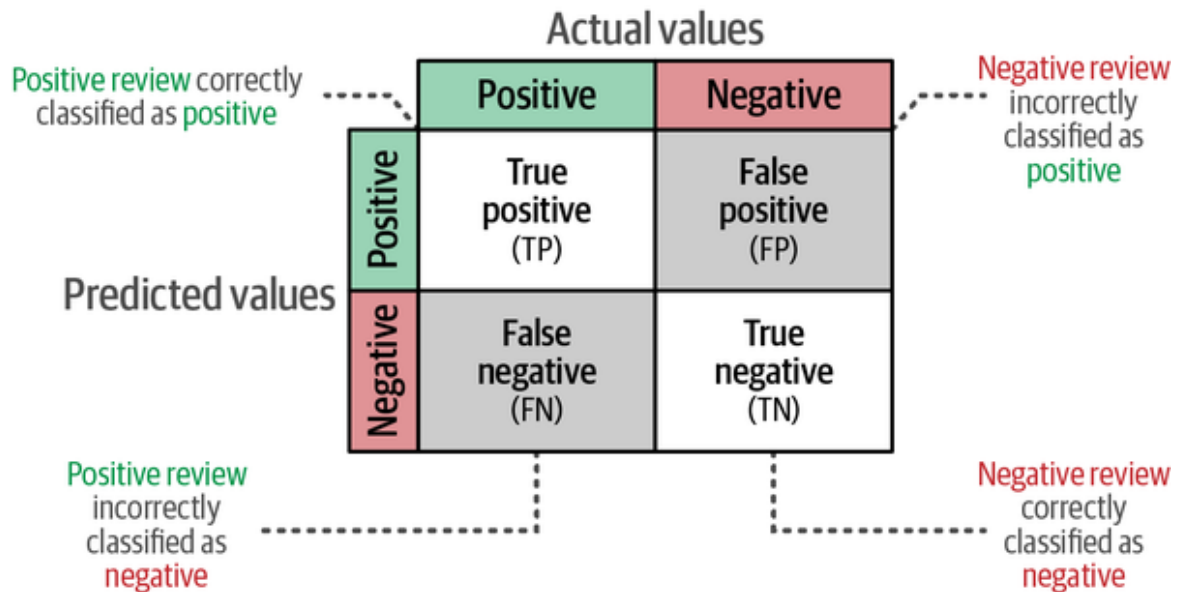 Actual values
Positive review correctly
classified as positive
Positive
Negative
Negative review
incorrectly
classified as
positive
Predicted values
Positive
True
positive
(TP)
False
positive
(FP)
Negative
False
negative
(FN)
True
negative
(TN)
Positive review
incorrectly
classified as
negative
Negative review
correctly
classified as
negative